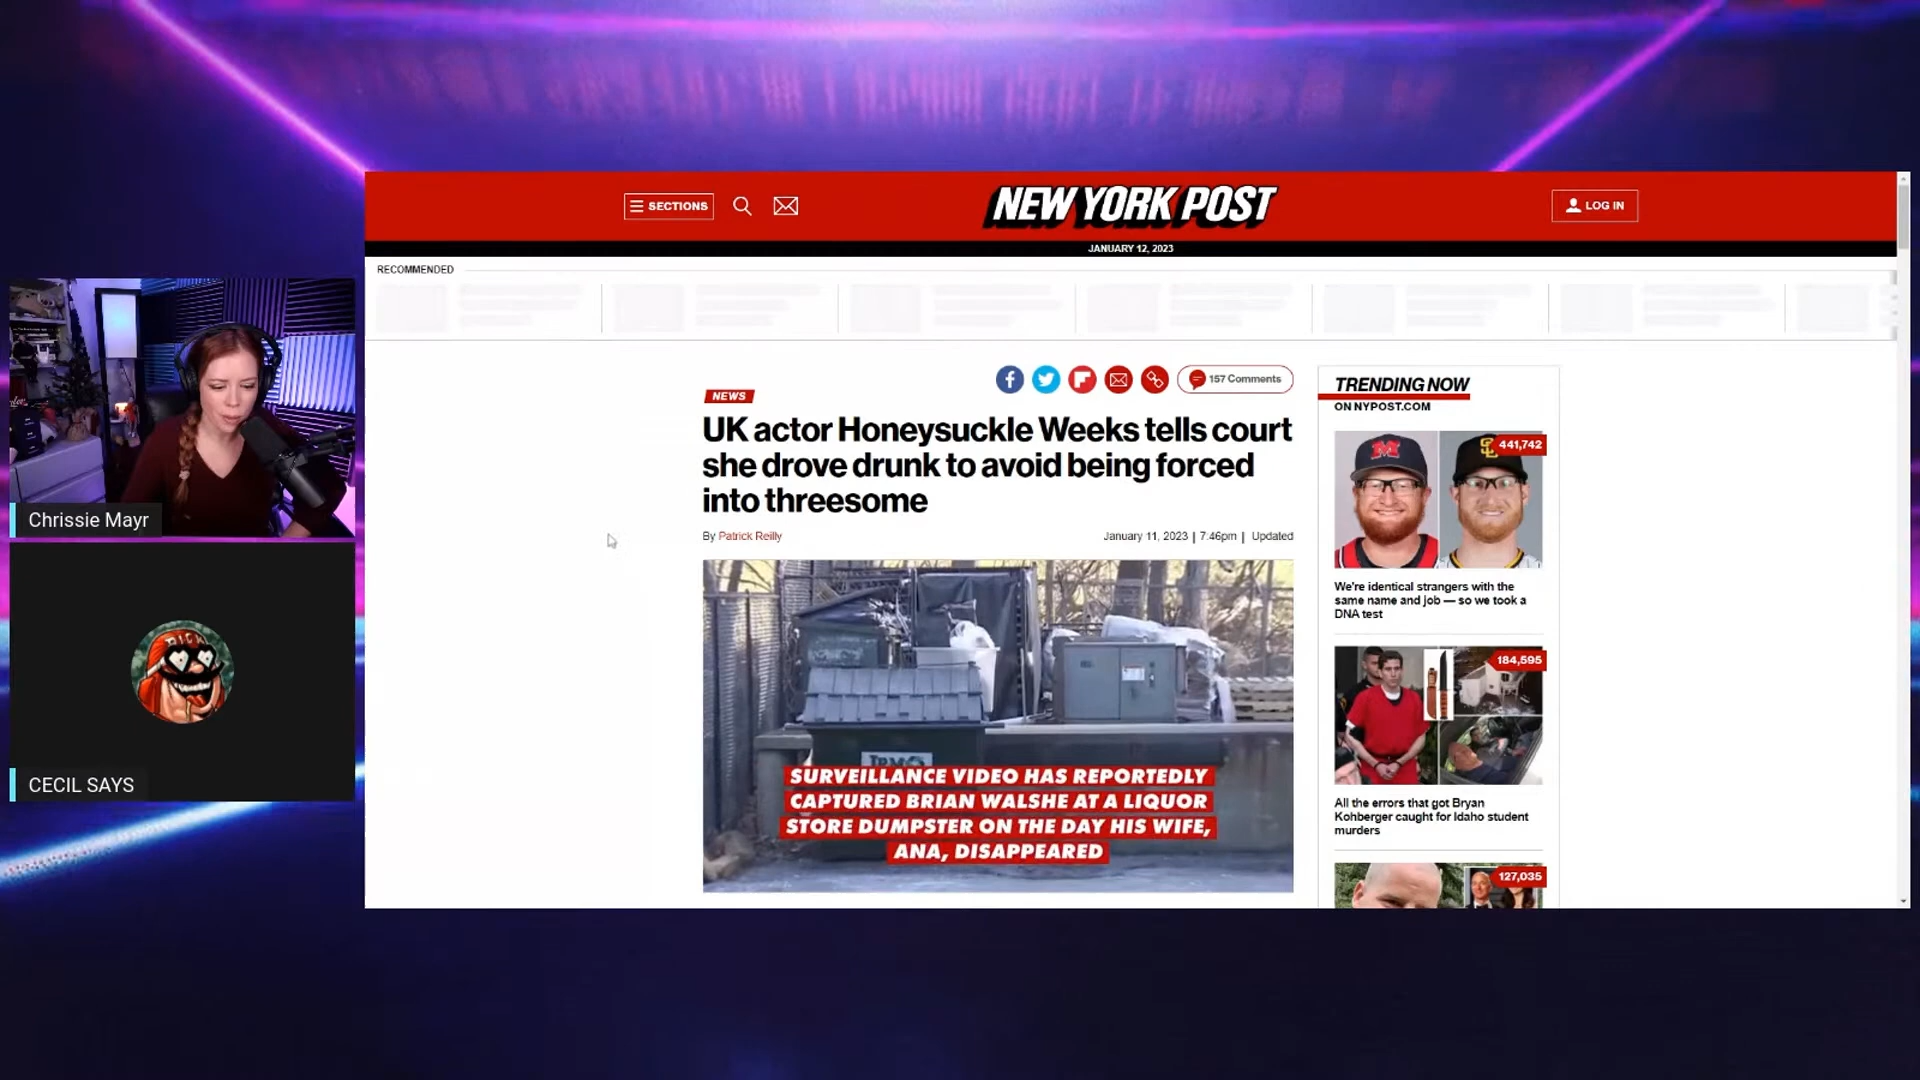 SECTIONS
NEW YORK POST
LOG IN
JANUARY 12, 2023
RECOMMENDED
157 Comments
NEWS
UK actor Honeysuckle Weeks tells court
she drove drunk to avoid being forced
into threesome
By Patrick Reilly
January 11, 2023 | 7:46pm | Updated
SURVEILLANCE VIDEO HAS REPORTEDLY
CAPTURED BRIAN WALSHE AT A LIQUOR
STORE DUMPSTER ON THE DAY HIS WIFE,
ANA, DISAPPEARED
TRENDING NOW
ON NYPOST.COM
441,742
We're identical strangers with the
same name and job — so we took a
DNA test
184,595
All the errors that got Bryan
Kohberger caught for Idaho student
murders
127,035
Chrissie Mayr
CECIL SAYS